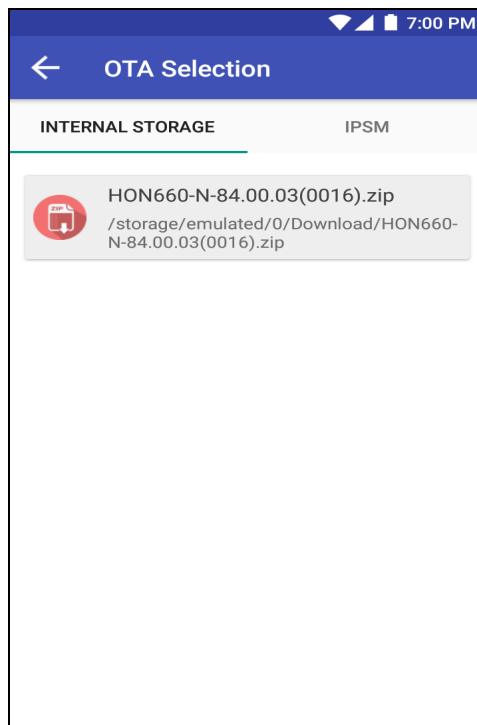 7:00 PM
OTA Selection
INTERNAL STORAGE
IPSM
HON660-N-84.00.03(0016).zip
ZIP
/storage/emulated/0/Download/HON660-
N-84.00.03(0016).zip